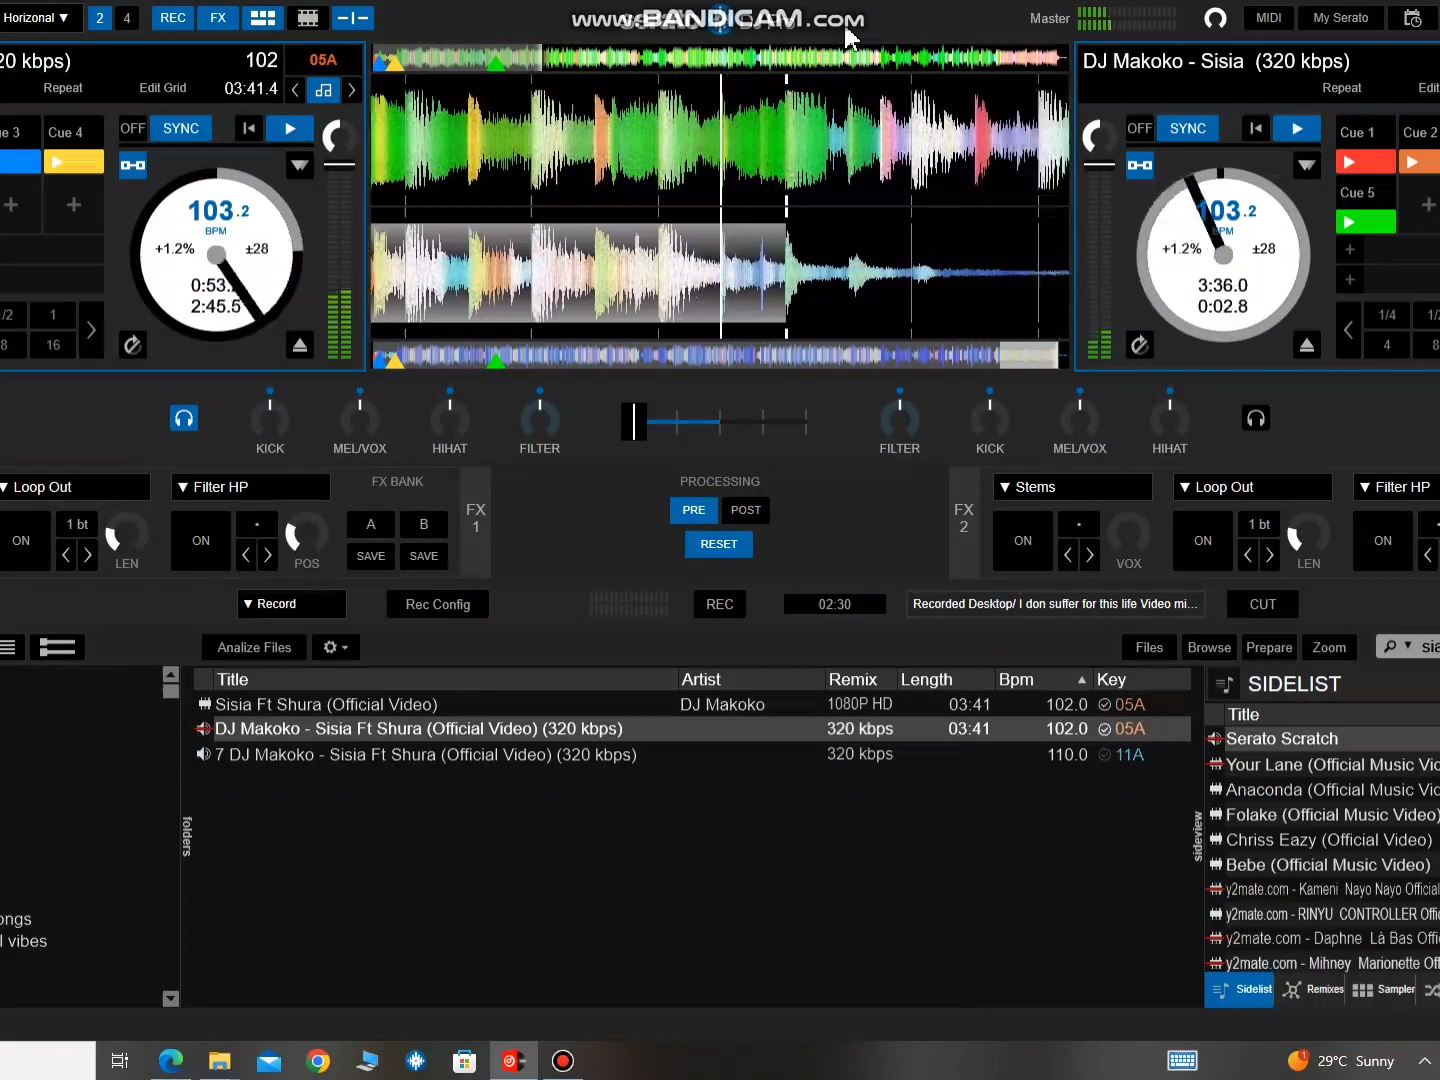 Horizonal ▼ 2 4 REC FX
www.BANDICAM.com
Master MIDI My Serato
20 kbps) 102 05A
Repeat Edit Grid 03:41.4
DJ Makoko - Sisia (320 kbps)
Repeat Edit
e 3 Cue 4 OFF SYNC
OFF SYNC Cue 1 Cue 2
Cue 5
103.2
BPM
+1.2% ±28
0:53.
2:45.5
/2 1
8 16
103.2
BPM
+1.2% ±28
3:36.0
0:02.8
1/4 1/2
4 8
KICK MEL/VOX HIHAT FILTER
FILTER KICK MEL/VOX HIHAT
▼ Loop Out ▼ Filter HP FX BANK
ON 1 bt LEN ON POS A B
SAVE SAVE
FX
1
PROCESSING
PRE POST
RESET
FX
2
▼ Stems ▼ Loop Out ▼ Filter HP
ON VOX ON 1 bt LEN ON
▼ Record Rec Config REC 02:30 Recorded Desktop/ I don suffer for this life Video mi... CUT
Analize Files Files Browse Prepare Zoom sia
Title Artist Remix Length Bpm Key
Sisia Ft Shura (Official Video) DJ Makoko 1080P HD 03:41 102.0 05A
DJ Makoko - Sisia Ft Shura (Official Video) (320 kbps) 320 kbps 03:41 102.0 05A
7 DJ Makoko - Sisia Ft Shura (Official Video) (320 kbps) 320 kbps 110.0 11A
folders
ongs
l vibes
sideview
SIDELIST
Title
Serato Scratch
Your Lane (Official Music Vic
Anaconda (Official Music Vid
Folake (Official Music Video)
Chriss Eazy (Official Video)
Bebe (Official Music Video)
y2mate.com - Kameni Nayo Nayo Official
y2mate.com - RINYU CONTROLLER Offi
y2mate.com - Daphne Là Bas Offic
y2mate.com - Mihney Marionette Off
Sidelist Remixes Sampler
1 29°C Sunny